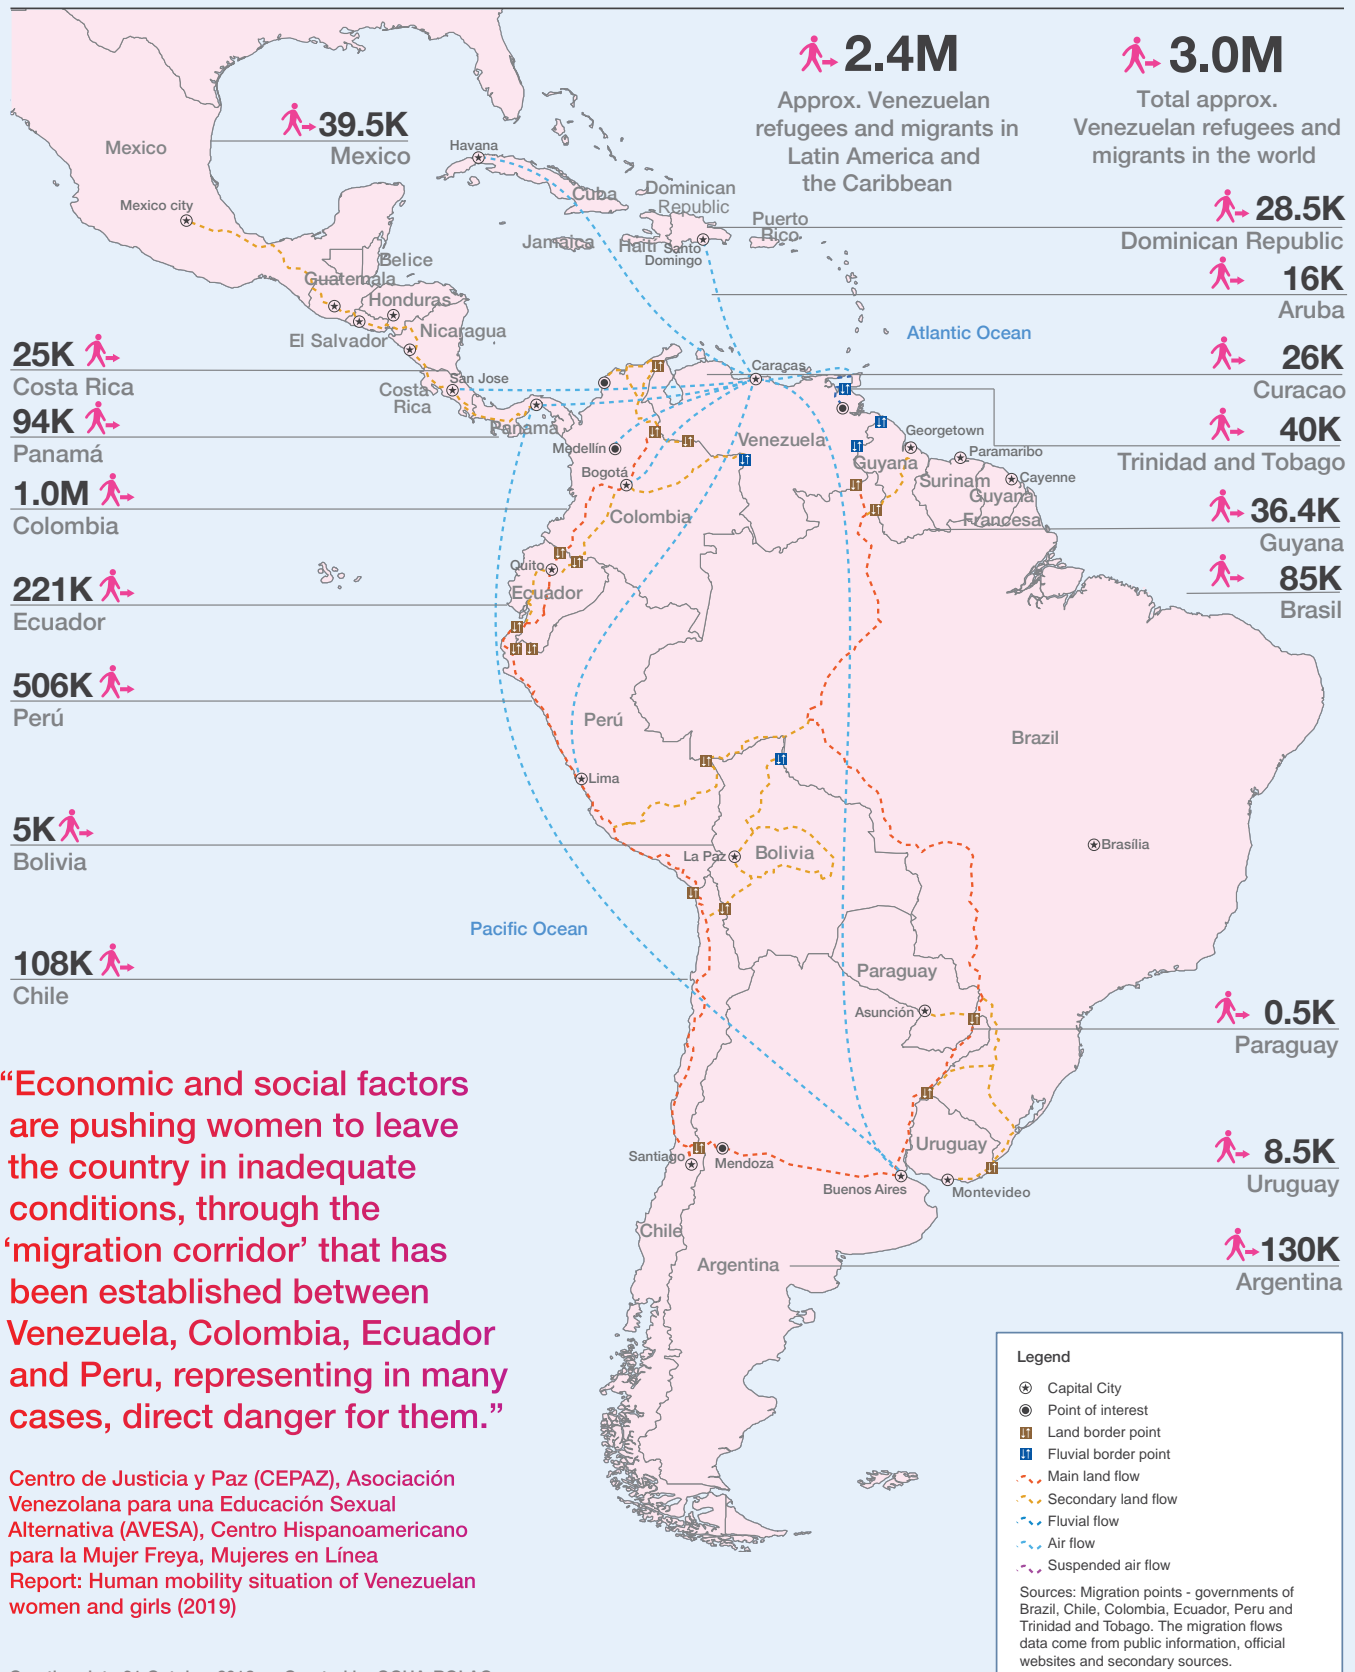 2.4M
Approx. Venezuelan
refugees and migrants in
Latin America and
the Caribbean
3.0M
Total approx.
Venezuelan refugees and
migrants in the world
39.5K
Mexico
Mexico
Mexico city
Havana
Cuba
Dominican
Republic
Puerto
Rico
Jamaica
Haití
Santo
Domingo
Belice
Guatemala
Honduras
El Salvador
Nicaragua
Costa
Rica
San Jose
Panamá
Atlantic Ocean
Caracas
28.5K
Dominican Republic
16K
Aruba
26K
Curacao
40K
Trinidad and Tobago
36.4K
Guyana
85K
Brasil
25K
Costa Rica
94K
Panamá
1.0M
Colombia
221K
Ecuador
506K
Perú
5K
Bolivia
108K
Chile
Medellín
Bogotá
Colombia
Venezuela
Georgetown
Paramaribo
Guyana
Surinam
Cayenne
Guyana
Francesa
Quito
Ecuador
Perú
Lima
Brazil
Brasília
La Paz
Bolivia
Pacific Ocean
Paraguay
Asunción
Uruguay
Santiago
Mendoza
Buenos Aires
Montevideo
Chile
Argentina
0.5K
Paraguay
8.5K
Uruguay
130K
Argentina
“Economic and social factors
are pushing women to leave
the country in inadequate
conditions, through the
‘migration corridor’ that has
been established between
Venezuela, Colombia, Ecuador
and Peru, representing in many
cases, direct danger for them.”
Centro de Justicia y Paz (CEPAZ), Asociación
Venezolana para una Educación Sexual
Alternativa (AVESA), Centro Hispanoamericano
para la Mujer Freya, Mujeres en Línea
Report: Human mobility situation of Venezuelan
women and girls (2019)
Legend
Capital City
Point of interest
Land border point
Fluvial border point
Main land flow
Secondary land flow
Fluvial flow
Air flow
Suspended air flow
Sources: Migration points - governments of
Brazil, Chile, Colombia, Ecuador, Peru and
Trinidad and Tobago. The migration flows
data come from public information, official
websites and secondary sources.